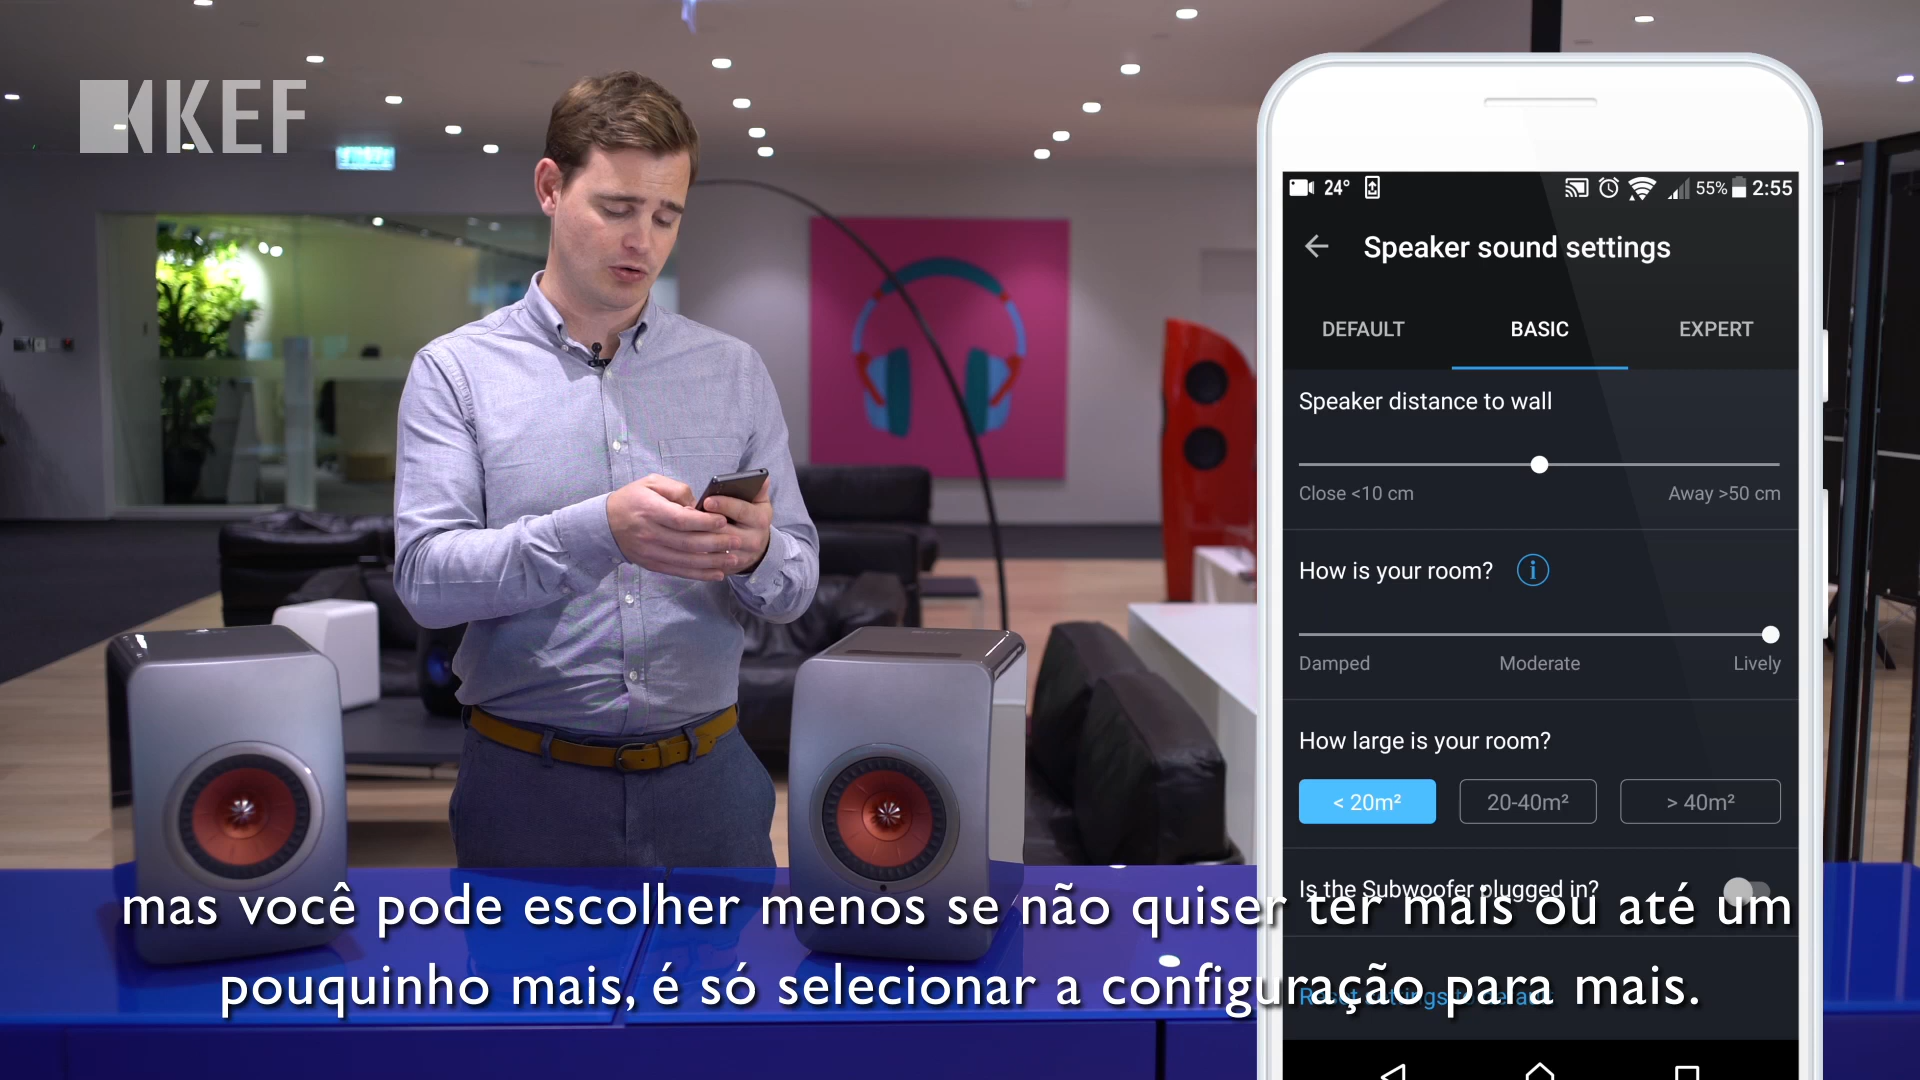 KEF
24°
55%
2:55
Speaker sound settings
DEFAULT
BASIC
EXPERT
Speaker distance to wall
Close <10 cm
Away >50 cm
How is your room?
i
Damped
Moderate
Lively
How large is your room?
< 20m²
20-40m²
> 40m²
Is the Subwoofer plugged in?
mas você pode escolher menos se não quiser ter mais ou até um
pouquinho mais, é só selecionar a configuração para mais.